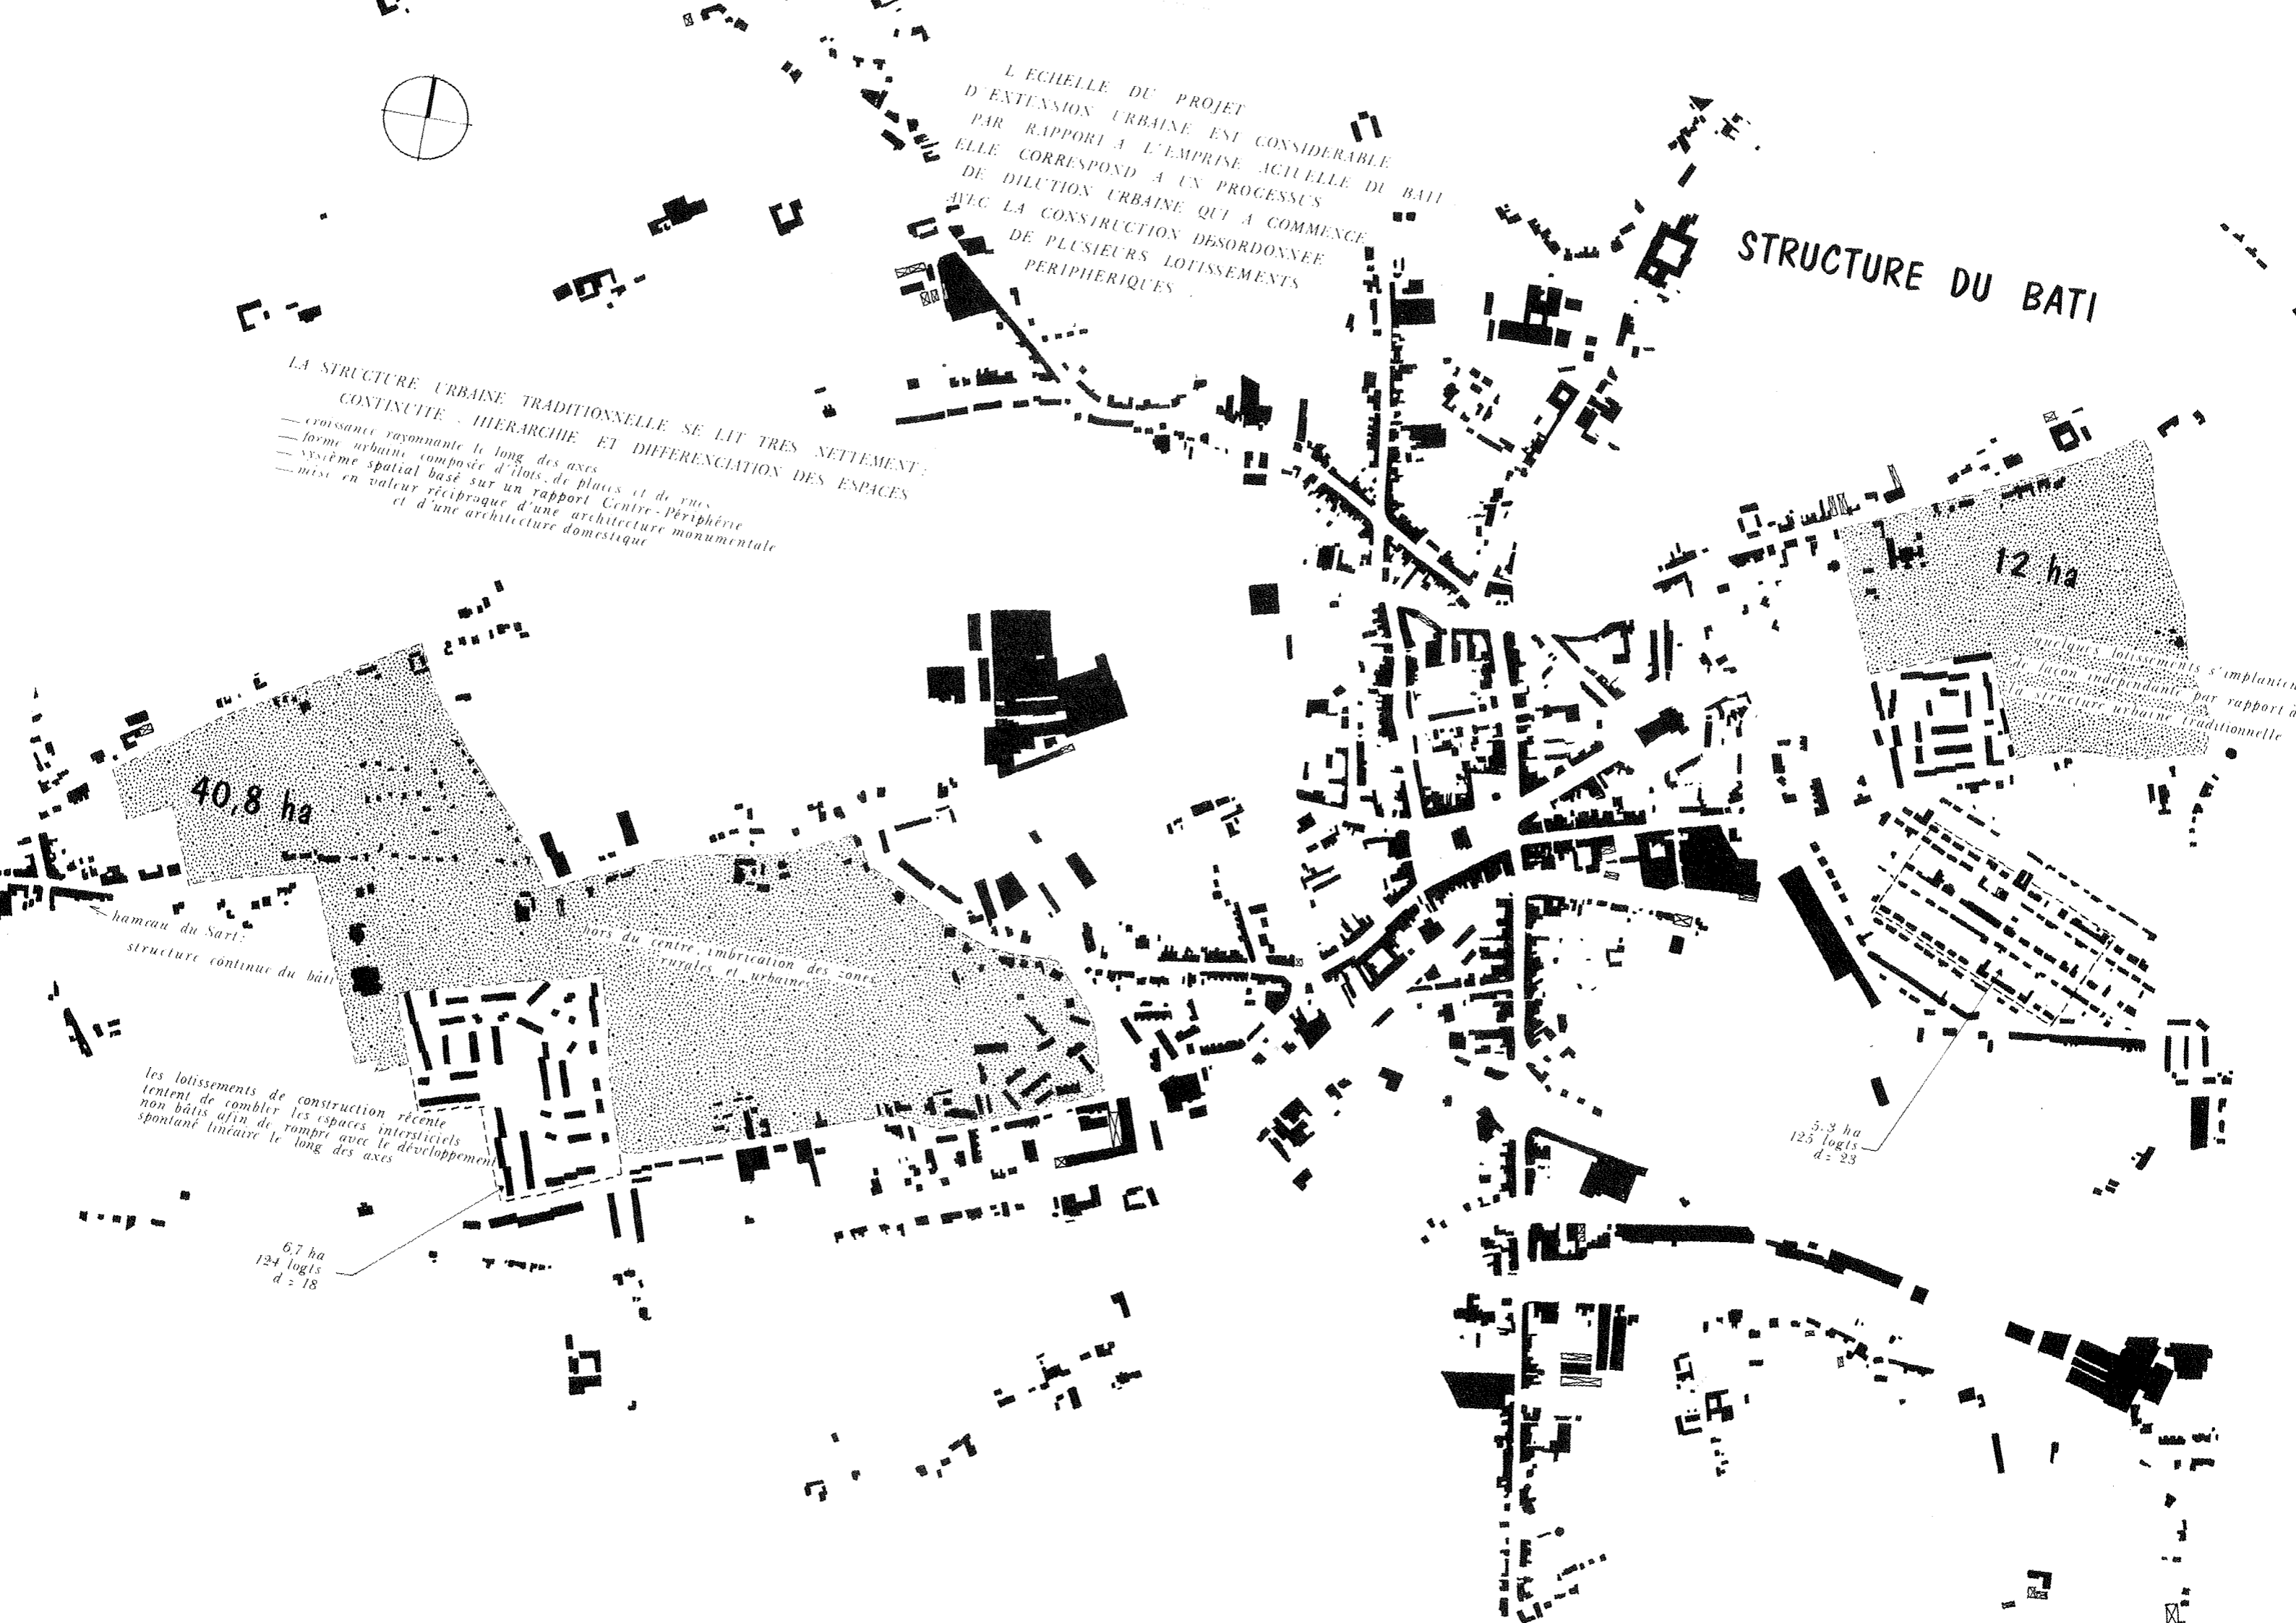 L ECHELLE DU PROJET
D'EXTENSION URBAINE EST CONSIDERABLE
PAR RAPPORT A L'EMPRISE ACTUELLE DU BATI .
ELLE CORRESPOND A UN PROCESSUS
DE DILUTION URBAINE QUI A COMMENCE
AVEC LA CONSTRUCTION DESORDONNEE
DE PLUSIEURS LOTISSEMENTS
PERIPHERIQUES .
STRUCTURE DU BATI
LA STRUCTURE URBAINE TRADITIONNELLE SE LIT TRES NETTEMENT :
CONTINUITE . HIERARCHIE ET DIFFERENCIATION DES ESPACES
— croissance rayonnante le long des axes
— forme urbaine composée d'îlots, de places et de rues
— système spatial basé sur un rapport Centre-Périphérie
— mise en valeur réciproque d'une architecture monumentale
et d'une architecture domestique
12 ha
quelques lotissements s'implanten
de façon indépendante par rapport à
la structure urbaine traditionnelle
40,8 ha
hameau du Sart:
structure continue du bâti
hors du centre, imbrication des zones
rurales et urbaines
les lotissements de construction récente
tentent de combler les espaces intersticiels
non bâtis afin de rompre avec le développement
spontané linéaire le long des axes
5.3 ha
125 logts
d = 23
6,7 ha
124 logts
d = 18